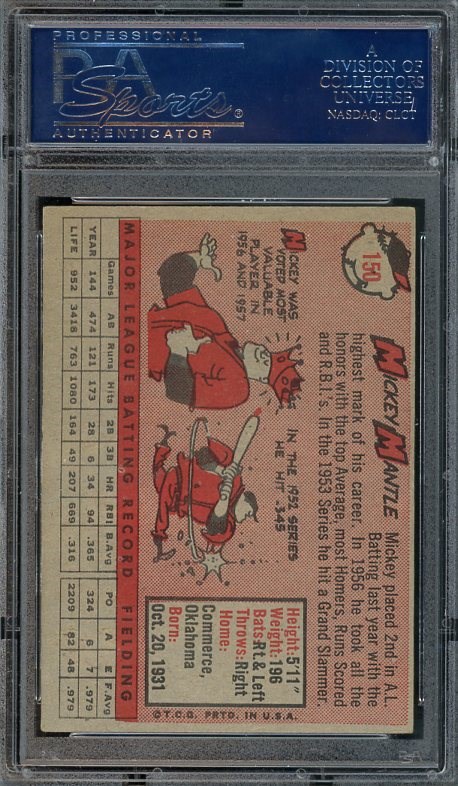 PROFESSIONAL
PSA
Sports®
AUTHENTICATOR
A
DIVISION OF
COLLECTORS
UNIVERSE
NASDAQ: CLCT
150
MICKEY MANTLE
Mickey placed 2nd in A.L.
Batting last year with the
highest mark of his career. In 1956 he took all the
honors with the top Average, most Homers, Runs Scored
and R.B.I.'s. In the 1953 Series he hit a Grand Slammer.
MICKEY WAS
VOTED MOST
VALUABLE
PLAYER IN
1956 AND 1957
IN THE 1952 SERIES
HE HIT .345
Height: 5'11"
Weight: 196
Bats: Rt. & Left
Throws: Right
Home:
Commerce,
Oklahoma
Born:
Oct. 20, 1931
MAJOR LEAGUE BATTING RECORD FIELDING
Games AB Runs Hits 2B 3B HR RBI B.Avg PO A E F.Avg
YEAR 144 474 121 173 28 6 34 94 .365 324 6 7 .979
LIFE 952 3418 763 1080 164 49 207 669 .316 2209 82 48 .979
©T.C.G. PRTD. IN U.S.A.